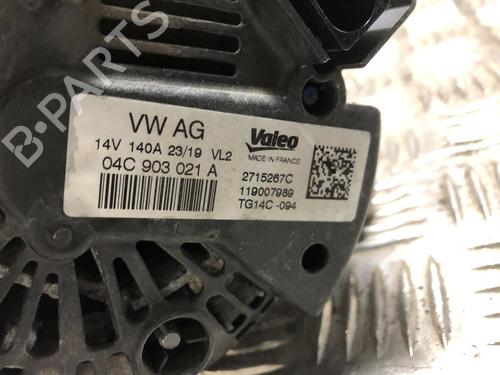 VW AG
14V 140A 23/19 VL2
04C 903 021 A
Valeo
MADE IN FRANCE
2715267C
119007989
TG14C -094
B-PARTS